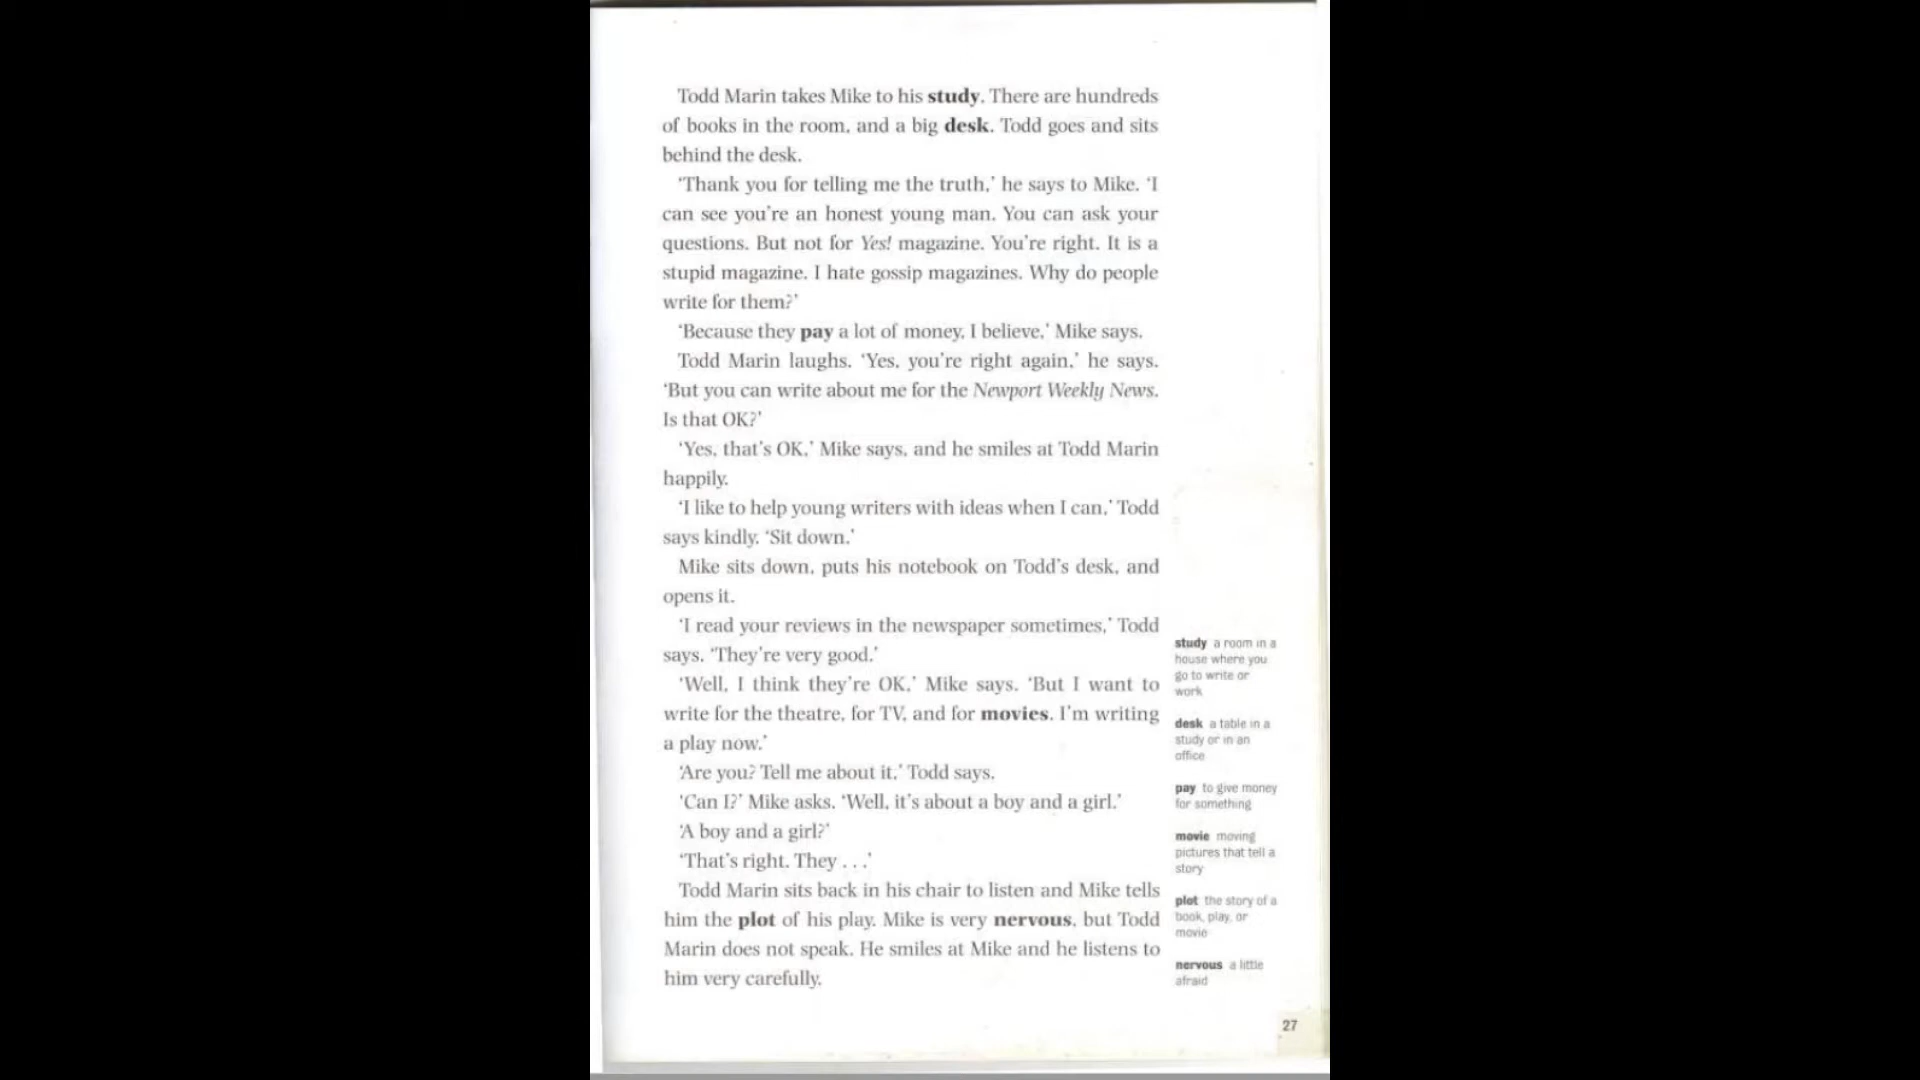 Todd Marin takes Mike to his study. There are hundreds
of books in the room, and a big desk. Todd goes and sits
behind the desk.
‘Thank you for telling me the truth,’ he says to Mike. ‘I
can see you’re an honest young man. You can ask your
questions. But not for Yes! magazine. You’re right. It is a
stupid magazine. I hate gossip magazines. Why do people
write for them?’
‘Because they pay a lot of money, I believe,’ Mike says.
Todd Marin laughs. ‘Yes, you’re right again,’ he says.
‘But you can write about me for the Newport Weekly News.
Is that OK?’
‘Yes, that’s OK,’ Mike says, and he smiles at Todd Marin
happily.
‘I like to help young writers with ideas when I can,’ Todd
says kindly. ‘Sit down.’
Mike sits down, puts his notebook on Todd’s desk, and
opens it.
‘I read your reviews in the newspaper sometimes,’ Todd
says. ‘They’re very good.’
‘Well, I think they’re OK,’ Mike says. ‘But I want to
write for the theatre, for TV, and for movies. I’m writing
a play now.’
‘Are you? Tell me about it,’ Todd says.
‘Can I?’ Mike asks. ‘Well, it’s about a boy and a girl.’
‘A boy and a girl?’
‘That’s right. They . . .’
Todd Marin sits back in his chair to listen and Mike tells
him the plot of his play. Mike is very nervous, but Todd
Marin does not speak. He smiles at Mike and he listens to
him very carefully.
study a room in a
house where you
go to write or
work
desk a table in a
study or in an
office
pay to give money
for something
movie moving
pictures that tell a
story
plot the story of a
book, play, or
movie
nervous a little
afraid
27